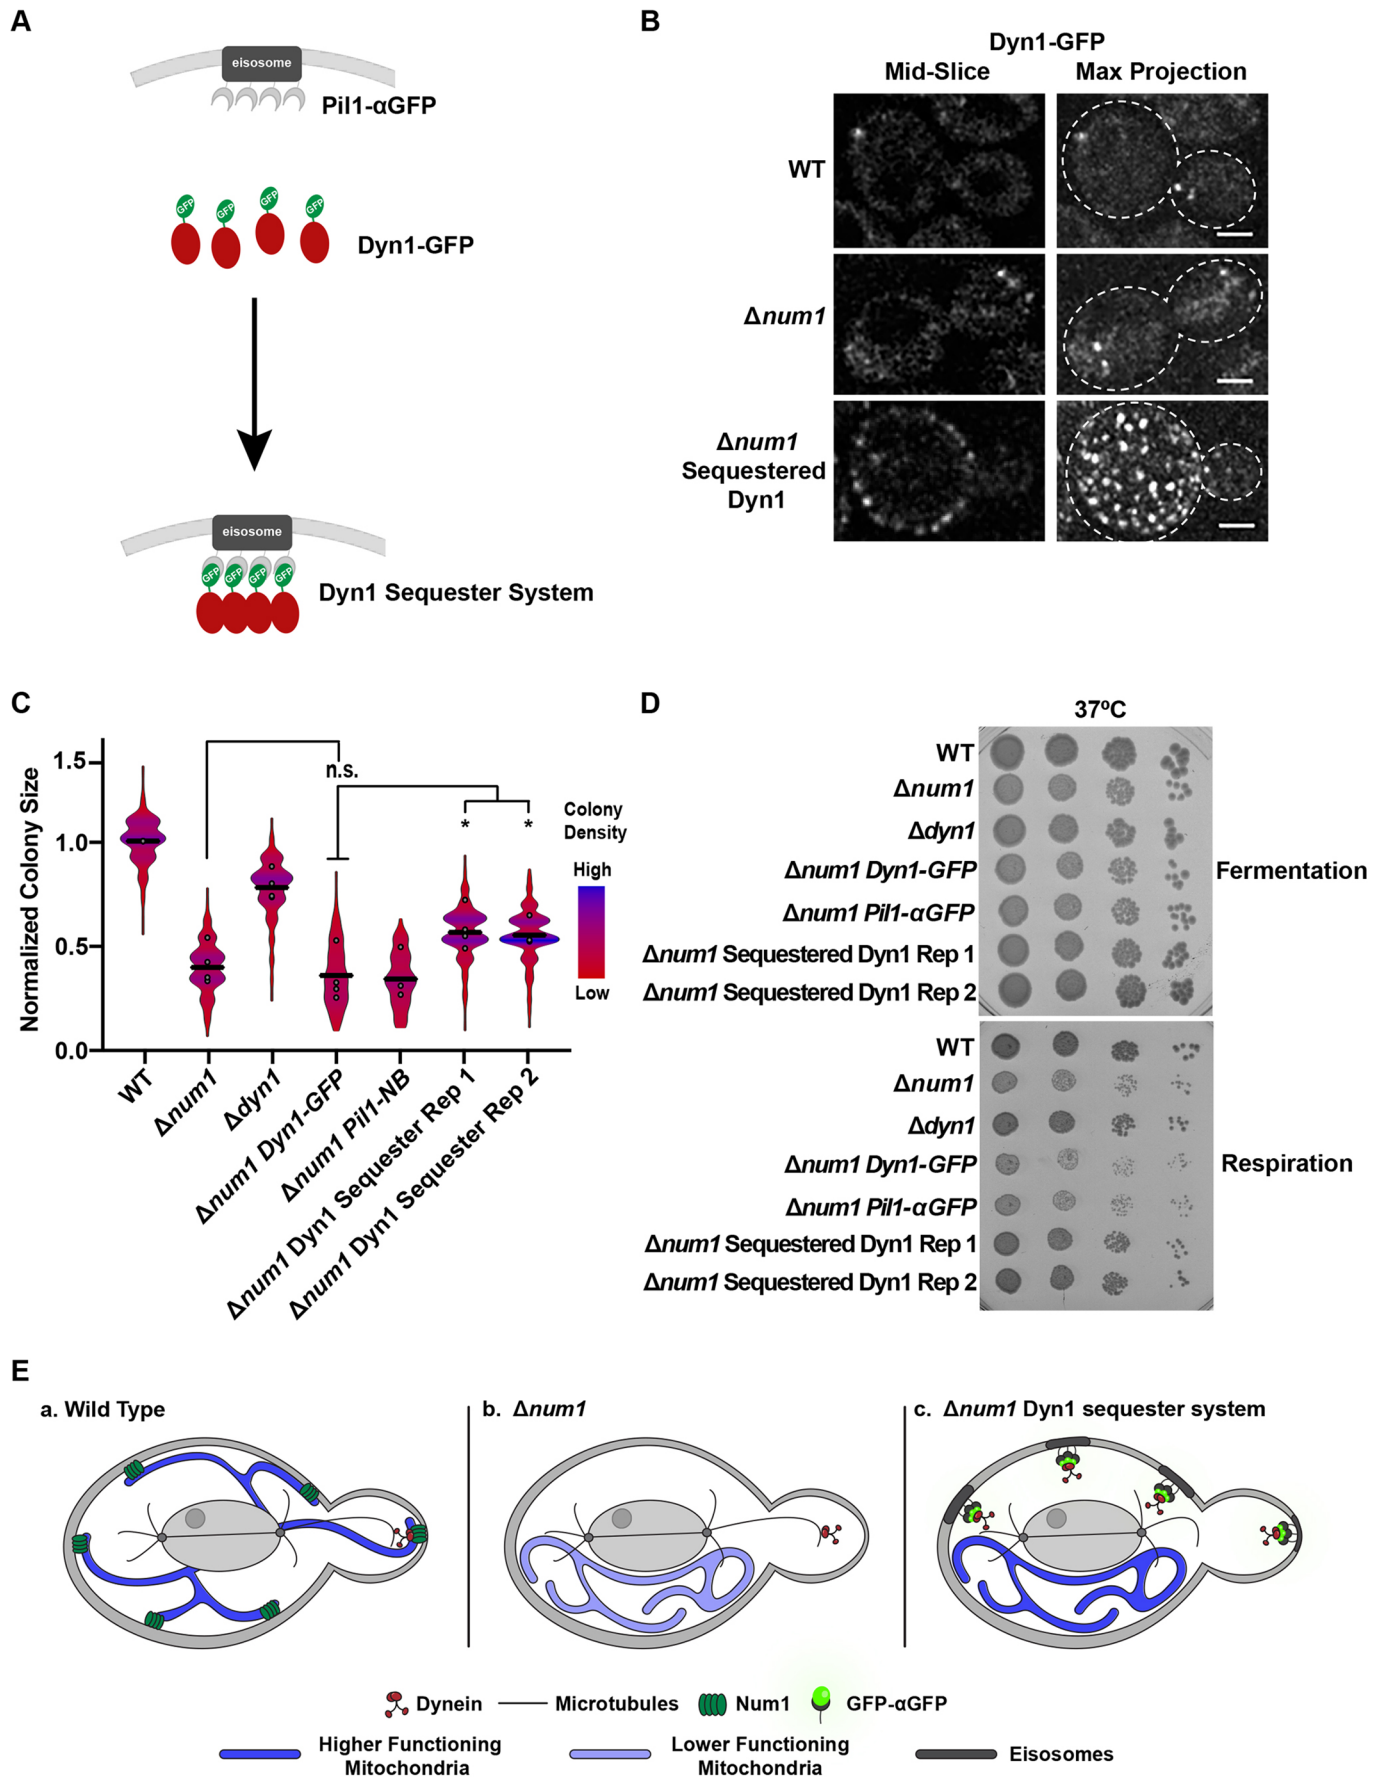 A
eisosome
Pil1-αGFP
GFP
GFP
GFP
GFP
Dyn1-GFP
eisosome
GFP
GFP
GFP
GFP
Dyn1 Sequester System
B
Dyn1-GFP
Mid-Slice
Max Projection
WT
Δnum1
Δnum1
Sequestered
Dyn1
C
Normalized Colony Size
1.5
1.0
0.5
0.0
n.s.
*
*
Colony
Density
High
Low
WT
Δnum1
Δdyn1
Δnum1 Dyn1-GFP
Δnum1 Pil1-NB
Δnum1 Dyn1 Sequester Rep 1
Δnum1 Dyn1 Sequester Rep 2
D
37ºC
WT
Δnum1
Δdyn1
Δnum1 Dyn1-GFP
Δnum1 Pil1-αGFP
Δnum1 Sequestered Dyn1 Rep 1
Δnum1 Sequestered Dyn1 Rep 2
Fermentation
WT
Δnum1
Δdyn1
Δnum1 Dyn1-GFP
Δnum1 Pil1-αGFP
Δnum1 Sequestered Dyn1 Rep 1
Δnum1 Sequestered Dyn1 Rep 2
Respiration
E
a. Wild Type
b. Δnum1
c. Δnum1 Dyn1 sequester system
Dynein
Microtubules
Num1
GFP-αGFP
Higher Functioning
Mitochondria
Lower Functioning
Mitochondria
Eisosomes